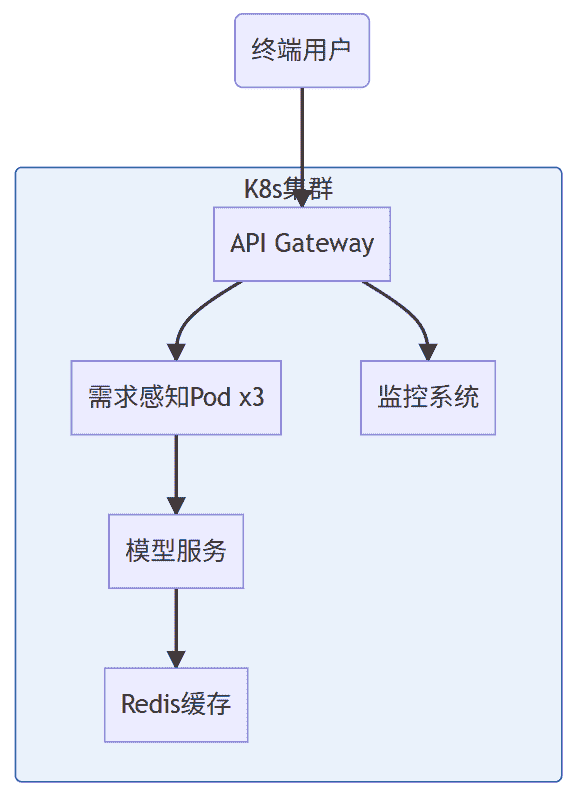 终端用户
K8s集群
API Gateway
需求感知Pod x3
监控系统
模型服务
Redis缓存